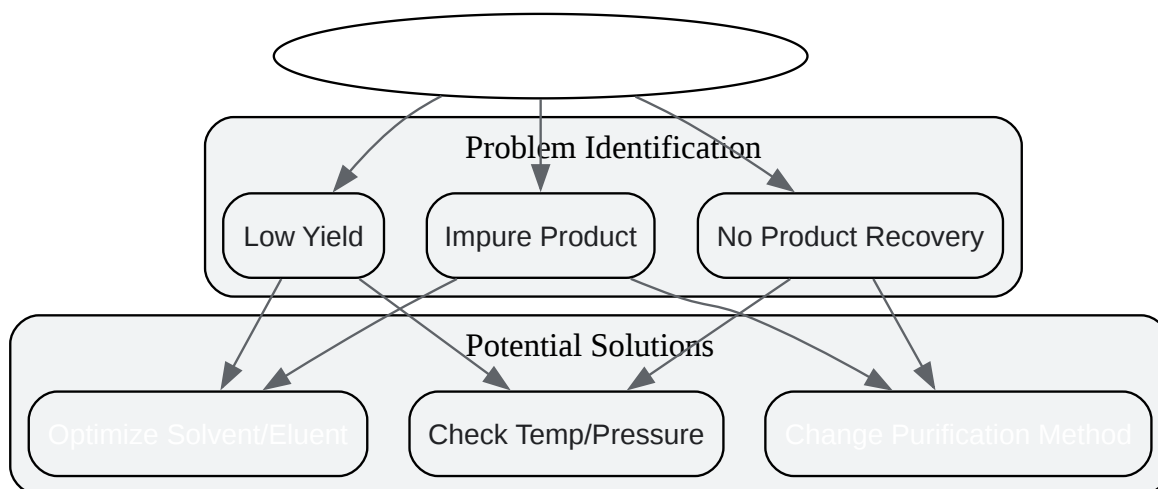 Problem Identification
Low Yield
Impure Product
No Product Recovery
Potential Solutions
Optimize Solvent/Eluent
Check Temp/Pressure
Change Purification Method